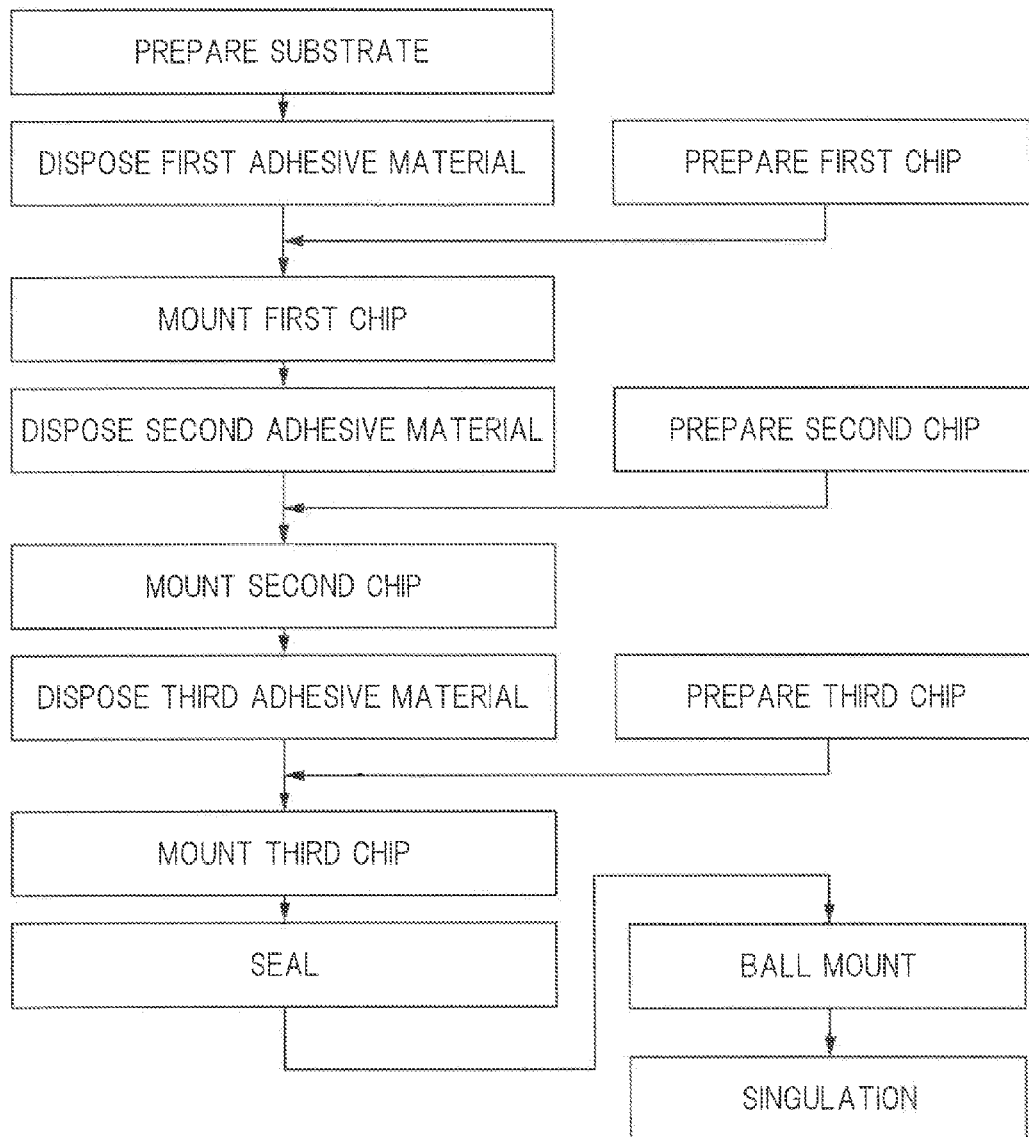 PREPARE SUBSTRATE
DISPOSE FIRST ADHESIVE MATERIAL
PREPARE FIRST CHIP
MOUNT FIRST CHIP
DISPOSE SECOND ADHESIVE MATERIAL
PREPARE SECOND CHIP
MOUNT SECOND CHIP
DISPOSE THIRD ADHESIVE MATERIAL
PREPARE THIRD CHIP
MOUNT THIRD CHIP
SEAL
BALL MOUNT
SINGULATION